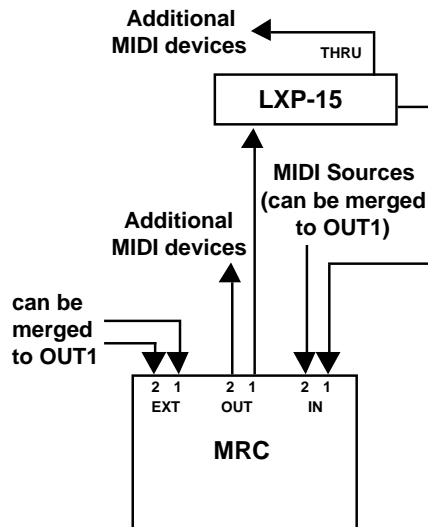 Additional
MIDI devices
THRU
LXP-15
MIDI Sources
(can be merged
to OUT1)
Additional
MIDI devices
can be
merged
to OUT1
2 1 2 1 2 1
EXT OUT IN
MRC